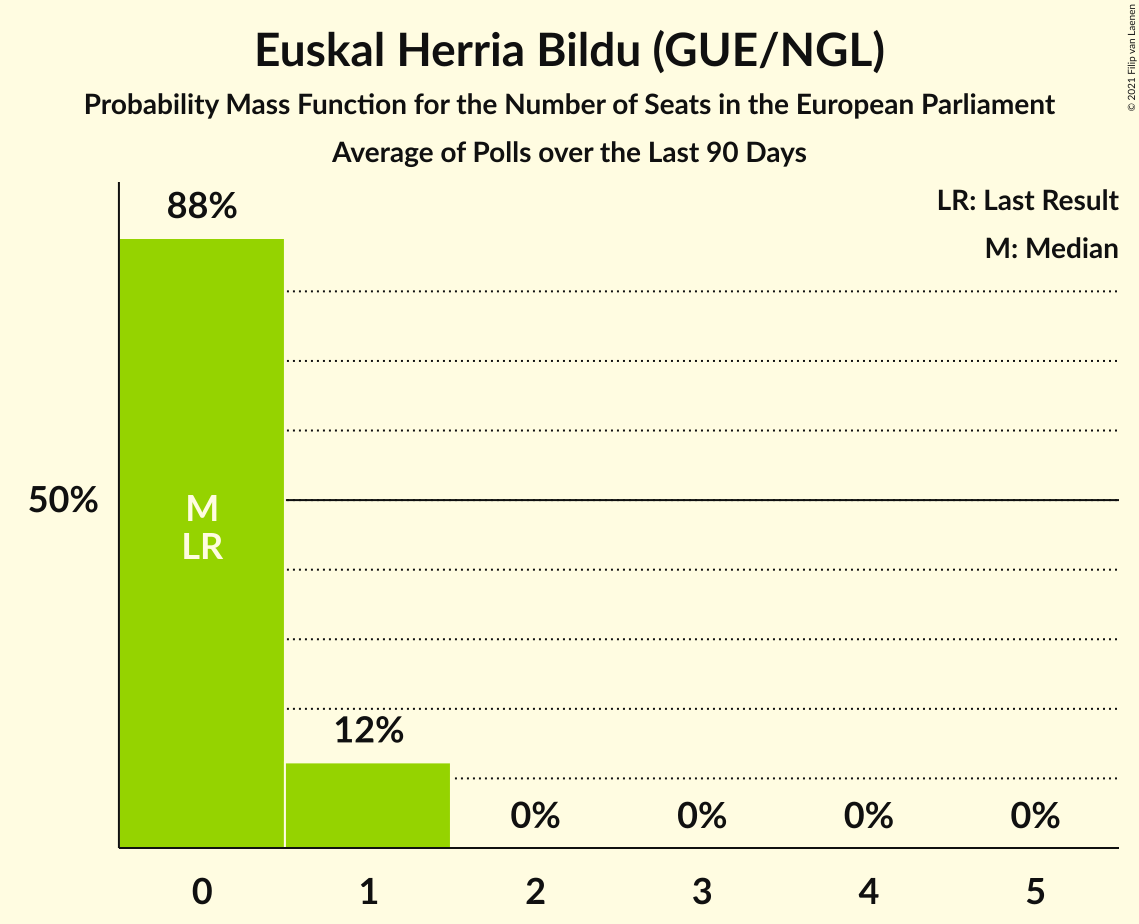 Euskal Herria Bildu (GUE/NGL)
Probability Mass Function for the Number of Seats in the European Parliament
Average of Polls over the Last 90 Days
© 2021 Filip van Laenen
LR: Last Result
M: Median
88%
50%
M
LR
12%
0%
0%
0%
0%
0
1
2
3
4
5